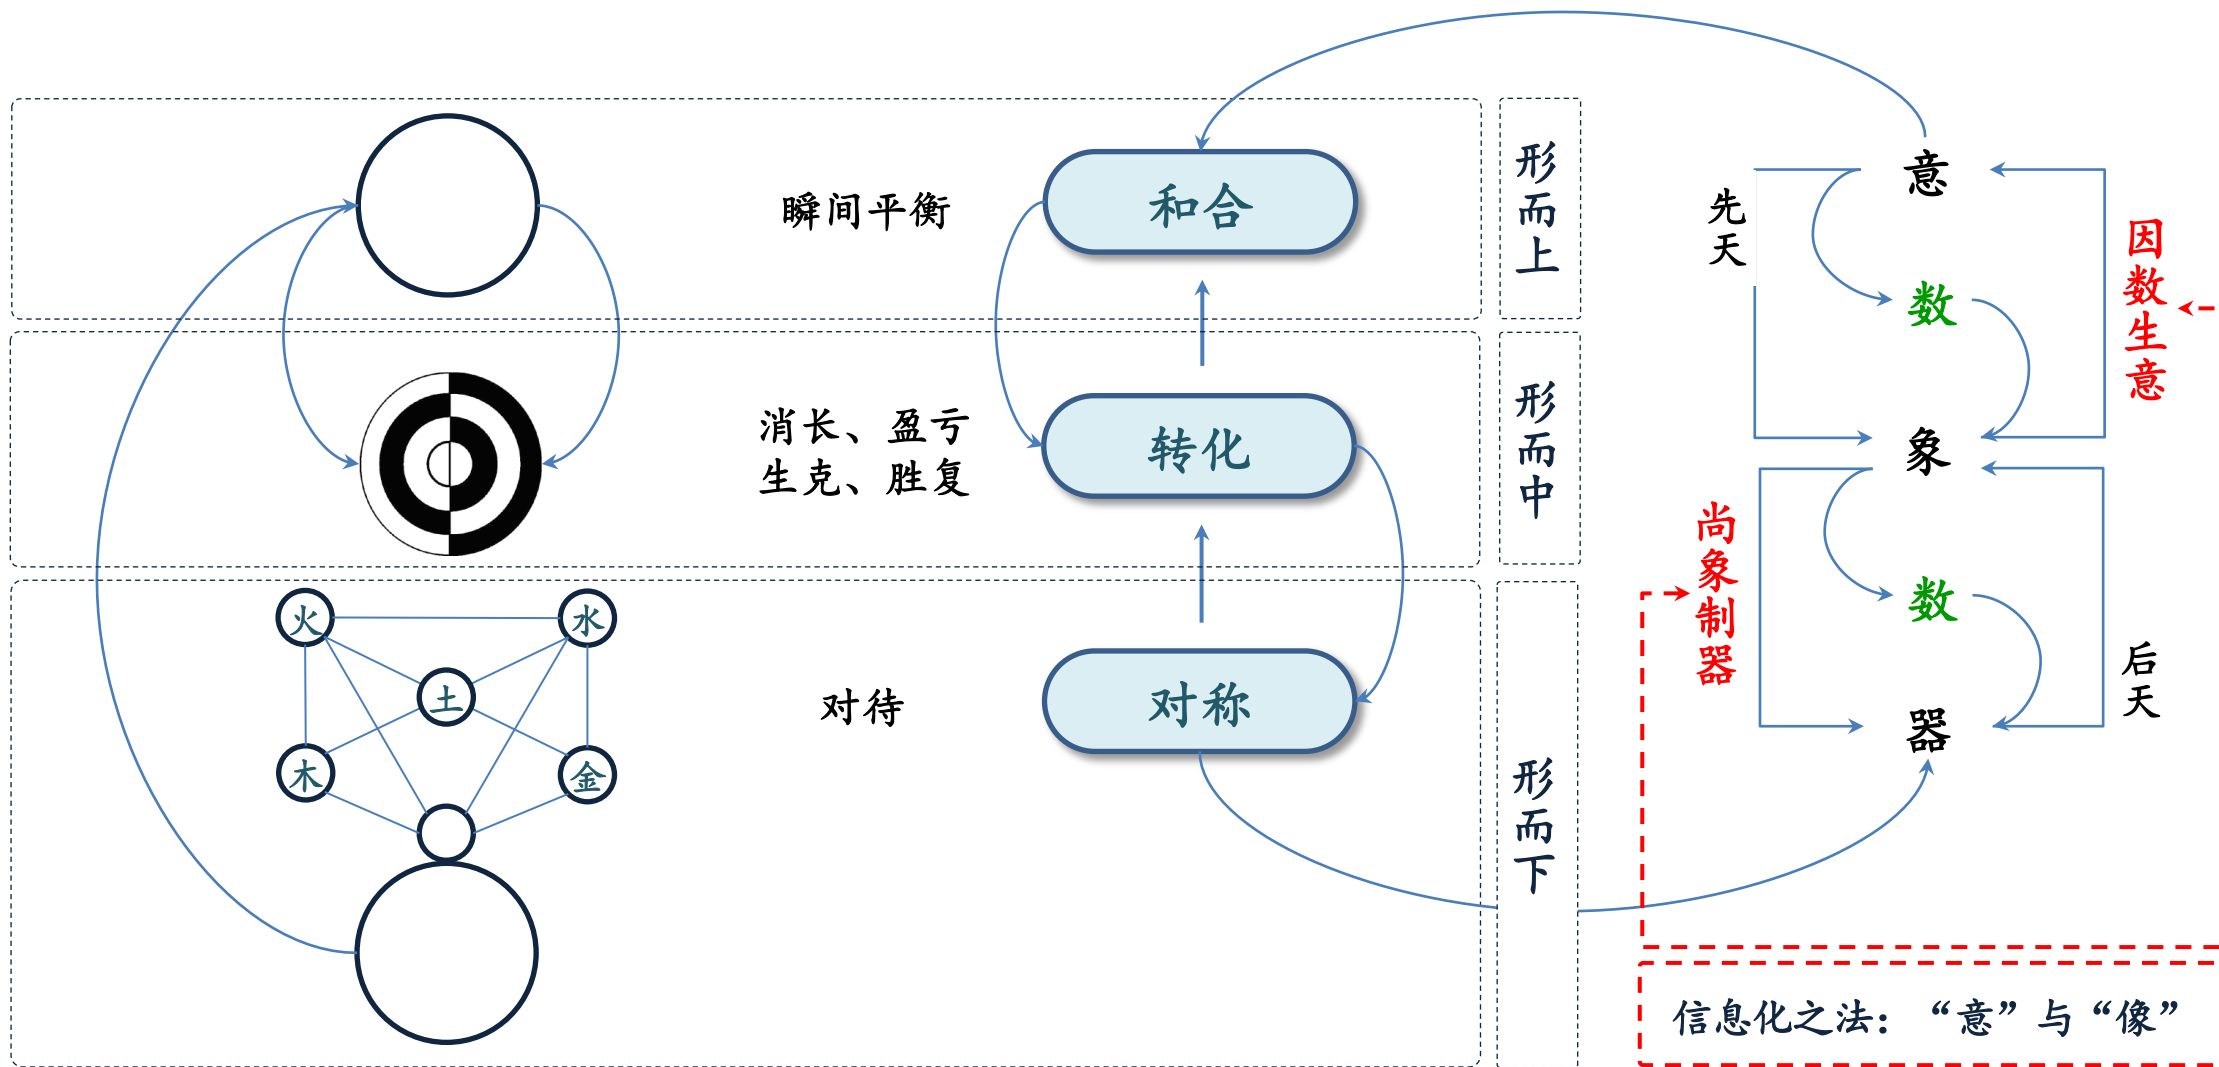 瞬间平衡
和合
形而上
先天
意
数
因数生意
消长、盈亏
生克、胜复
转化
形而中
象
火
水
土
木
金
对待
对称
形而下
尚象制器
数
后天
器
信息化之法：“意”与“像”